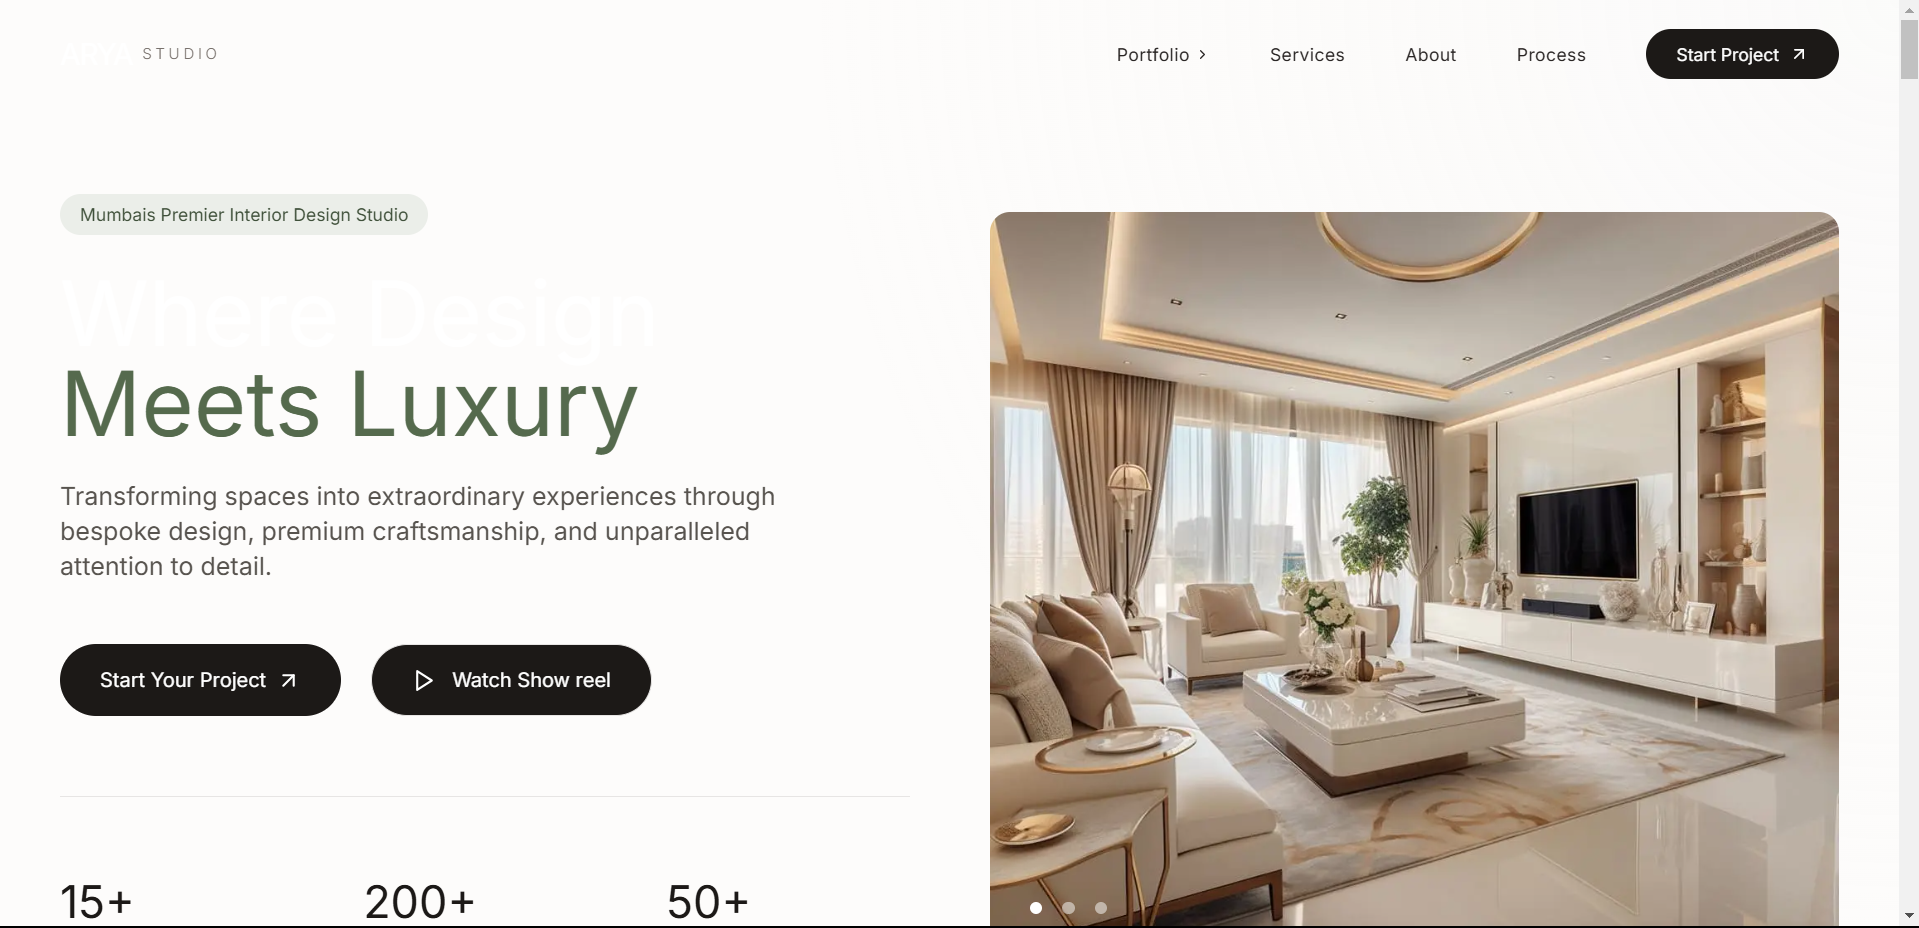 ARYA STUDIO
Portfolio
Services
About
Process
Start Project
Mumbais Premier Interior Design Studio
Where Design
Meets Luxury
Transforming spaces into extraordinary experiences through
bespoke design, premium craftsmanship, and unparalleled
attention to detail.
Start Your Project
Watch Show reel
15+
200+
50+